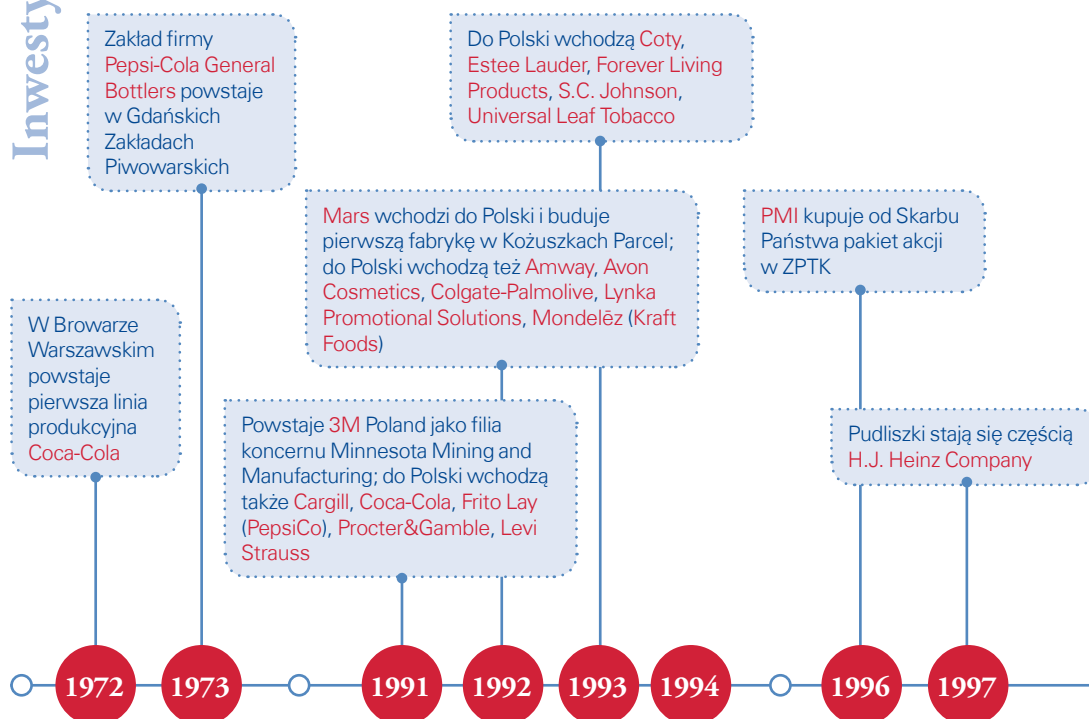 Inwesty
Zakład firmy
Pepsi-Cola General
Bottlers powstaje
w Gdańskich
Zakładach
Piwowarskich
Do Polski wchodzą Coty,
Estee Lauder, Forever Living
Products, S.C. Johnson,
Universal Leaf Tobacco
Mars wchodzi do Polski i buduje
pierwszą fabrykę w Kożuszkach Parcel;
do Polski wchodzą też Amway, Avon
Cosmetics, Colgate-Palmolive, Lynka
Promotional Solutions, Mondelēz (Kraft
Foods)
PMI kupuje od Skarbu
Państwa pakiet akcji
w ZPTK
W Browarze
Warszawskim
powstaje
pierwsza linia
produkcyjna
Coca-Cola
Powstaje 3M Poland jako filia
koncernu Minnesota Mining and
Manufacturing; do Polski wchodzą
także Cargill, Coca-Cola, Frito Lay
(PepsiCo), Procter&Gamble, Levi
Strauss
Pudliszki stają się częścią
H.J. Heinz Company
1972
1973
1991
1992
1993
1994
1996
1997